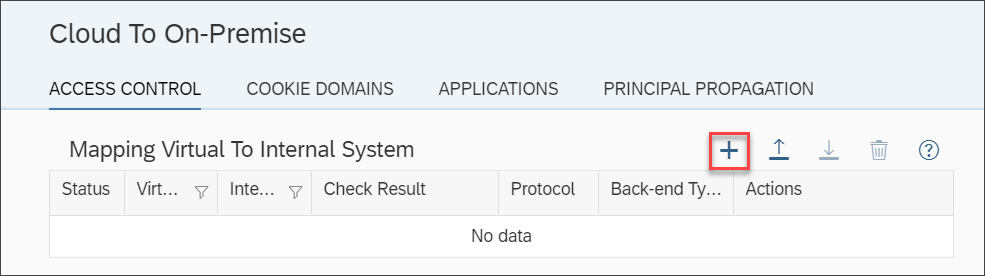 Cloud To On-Premise
ACCESS CONTROL COOKIE DOMAINS APPLICATIONS PRINCIPAL PROPAGATION
Mapping Virtual To Internal System
Status Virt... Inte... Check Result Protocol Back-end Ty... Actions
No data